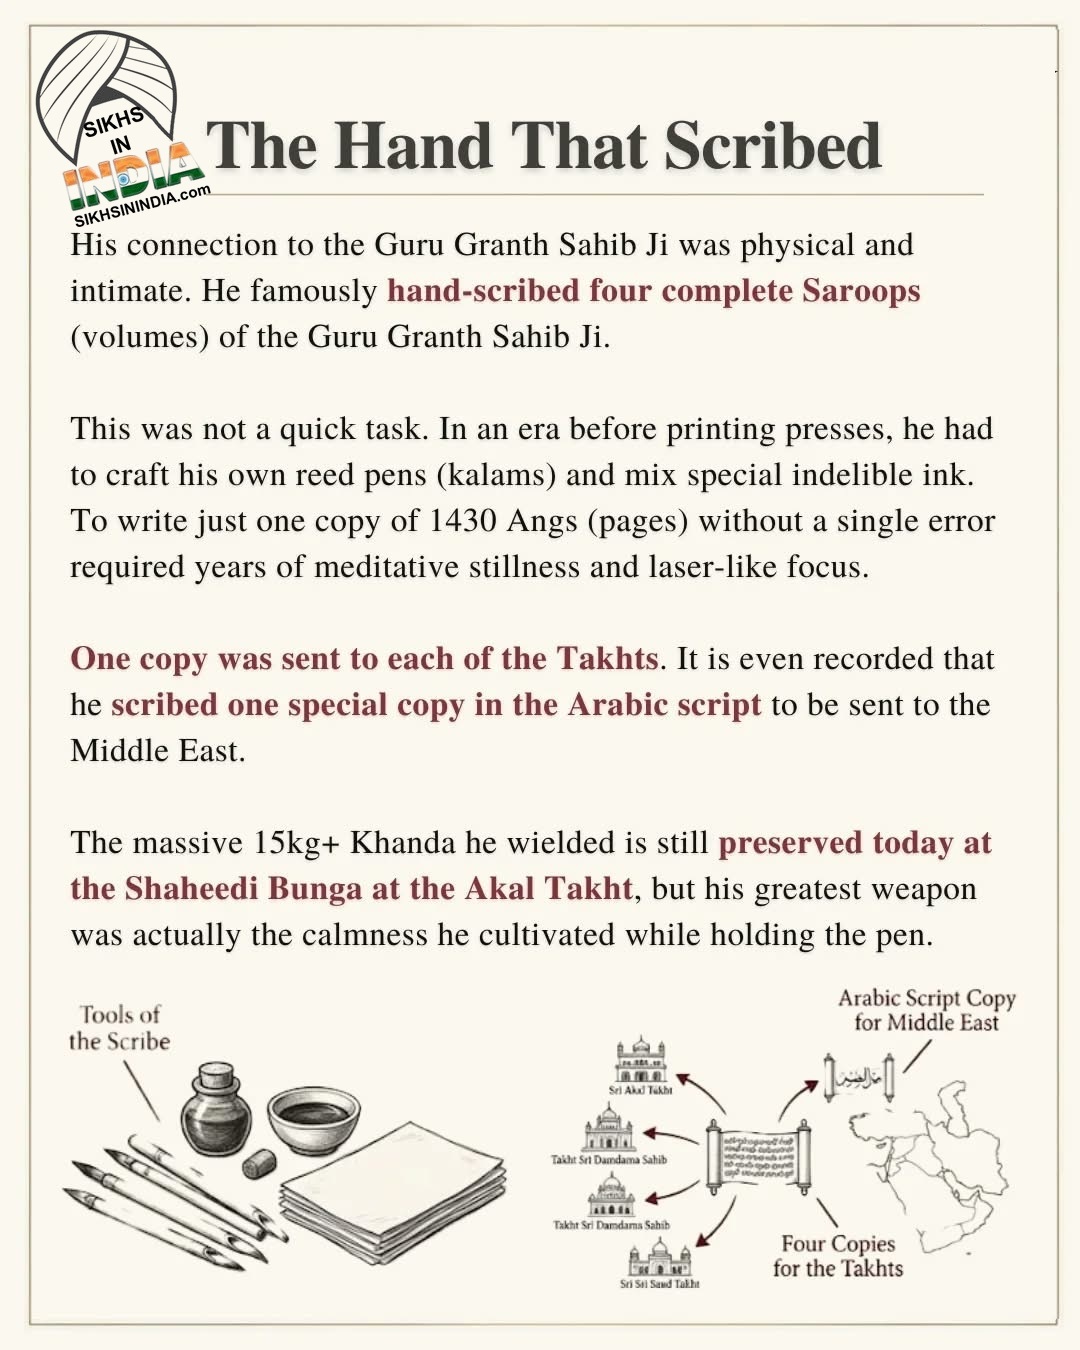 SIKHS
IN
INDIA
SIKHSININDIA.com
The Hand That Scribed
His connection to the Guru Granth Sahib Ji was physical and
intimate. He famously hand-scribed four complete Saroops
(volumes) of the Guru Granth Sahib Ji.
This was not a quick task. In an era before printing presses, he had
to craft his own reed pens (kalams) and mix special indelible ink.
To write just one copy of 1430 Angs (pages) without a single error
required years of meditative stillness and laser-like focus.
One copy was sent to each of the Takhts. It is even recorded that
he scribed one special copy in the Arabic script to be sent to the
Middle East.
The massive 15kg+ Khanda he wielded is still preserved today at
the Shaheedi Bunga at the Akal Takht, but his greatest weapon
was actually the calmness he cultivated while holding the pen.
Tools of
the Scribe
Arabic Script Copy
for Middle East
Sri Akal Takht
Takht Sri Damdama Sahib
Takht Sri Damdama Sahib
Sri Sri Saud Takht
Four Copies
for the Takhts